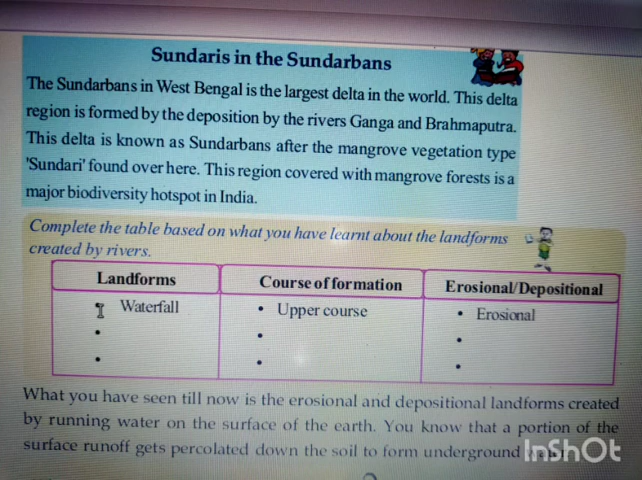 Sundaris in the Sundarbans
The Sundarbans in West Bengal is the largest delta in the world. This delta
region is formed by the deposition by the rivers Ganga and Brahmaputra.
This delta is known as Sundarbans after the mangrove vegetation type
'Sundari' found over here. This region covered with mangrove forests is a
major biodiversity hotspot in India.
Complete the table based on what you have learnt about the landforms
created by rivers.
Landforms Course of formation Erosional/Depositional
Waterfall • Upper course • Erosional
• • •
• • •
What you have seen till now is the erosional and depositional landforms created
by running water on the surface of the earth. You know that a portion of the
surface runoff gets percolated down the soil to form underground
InShOt